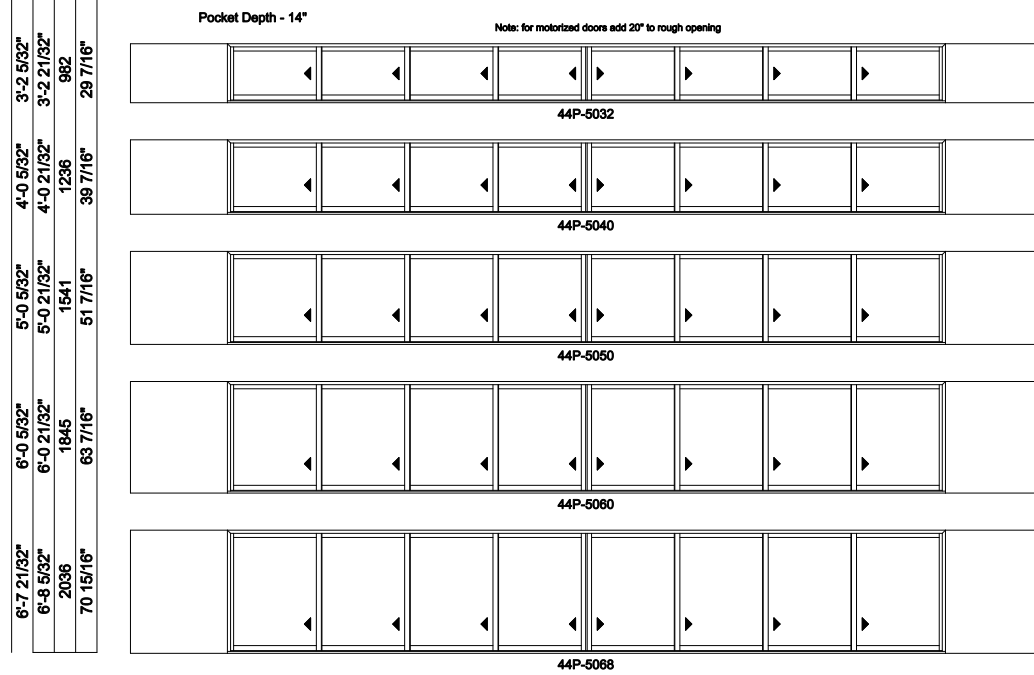 Pocket Depth - 14"
Note: for motorized doors add 20" to rough opening
3'-2 5/32"
3'-2 21/32"
982
29 7/16"
44P-5032
4'-0 5/32"
4'-0 21/32"
1236
39 7/16"
44P-5040
5'-0 5/32"
5'-0 21/32"
1541
51 7/16"
44P-5050
6'-0 5/32"
6'-0 21/32"
1845
63 7/16"
44P-5060
6'-7 21/32"
6'-8 5/32"
2036
70 15/16"
44P-5068